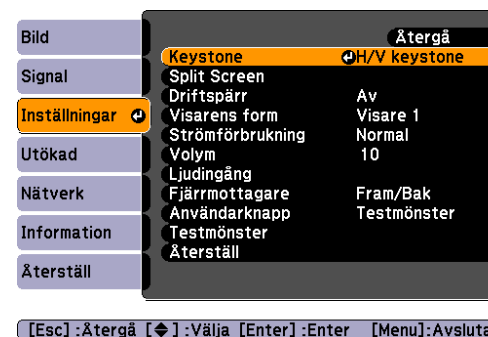 Bild
Signal
Inställningar
Utökad
Nätverk
Information
Återställ
Återgå
Keystone H/V keystone
Split Screen
Driftspärr Av
Visarens form Visare 1
Strömförbrukning Normal
Volym 10
Ljudingång
Fjärrmottagare Fram/Bak
Användarknapp Testmönster
Testmönster
Återställ
[Esc] :Återgå [◆] :Välja [Enter] :Enter [Menu]:Avsluta